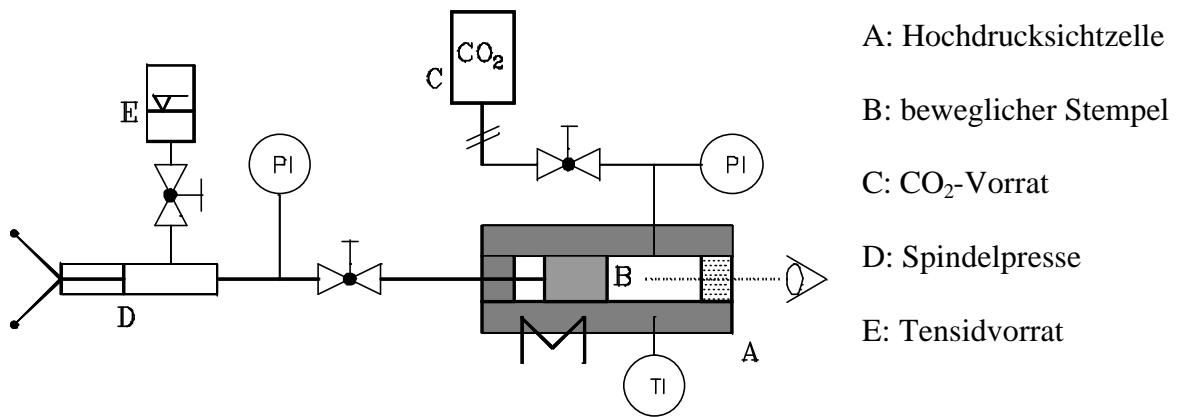 CO₂
C
E
PI
PI
B
D
A
TI
A: Hochdrucksichtzelle
B: beweglicher Stempel
C: CO₂-Vorrat
D: Spindelpresse
E: Tensidvorrat